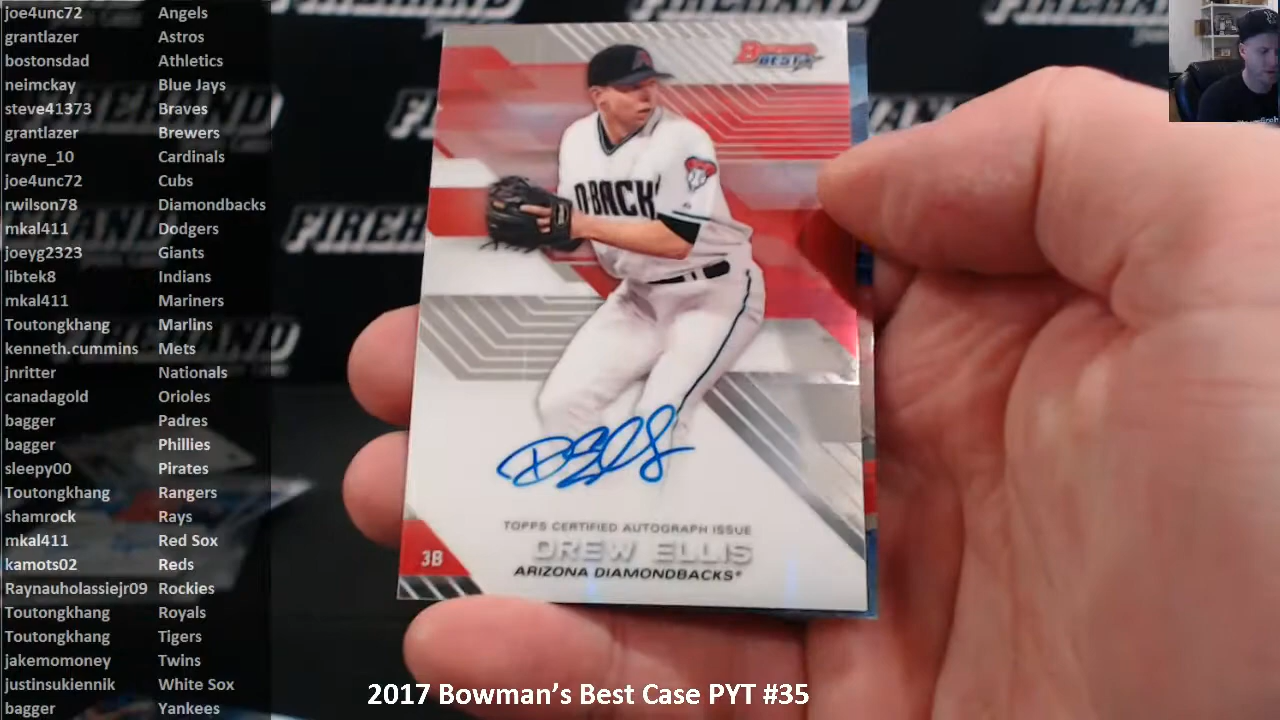 joe4unc72 Angels
grantlazer Astros
bostonsdad Athletics
neimckay Blue Jays
steve41373 Braves
grantlazer Brewers
rayne_10 Cardinals
joe4unc72 Cubs
rwilson78 Diamondbacks
mkal411 Dodgers
joeyg2323 Giants
libtek8 Indians
mkal411 Mariners
Toutongkhang Marlins
kenneth.cummins Mets
jnritter Nationals
canadagold Orioles
bagger Padres
bagger Phillies
sleepy00 Pirates
Toutongkhang Rangers
shamrock Rays
mkal411 Red Sox
kamots02 Reds
Raynauholassiejr09 Rockies
Toutongkhang Royals
Toutongkhang Tigers
jakemomoney Twins
justinsukiennik White Sox
bagger Yankees
FIREHAND
BOWMAN'S
BEST
D-BACK
TOPPS CERTIFIED AUTOGRAPH ISSUE
DREW ELLIS
3B
ARIZONA DIAMONDBACKS®
2017 Bowman's Best Case PYT #35